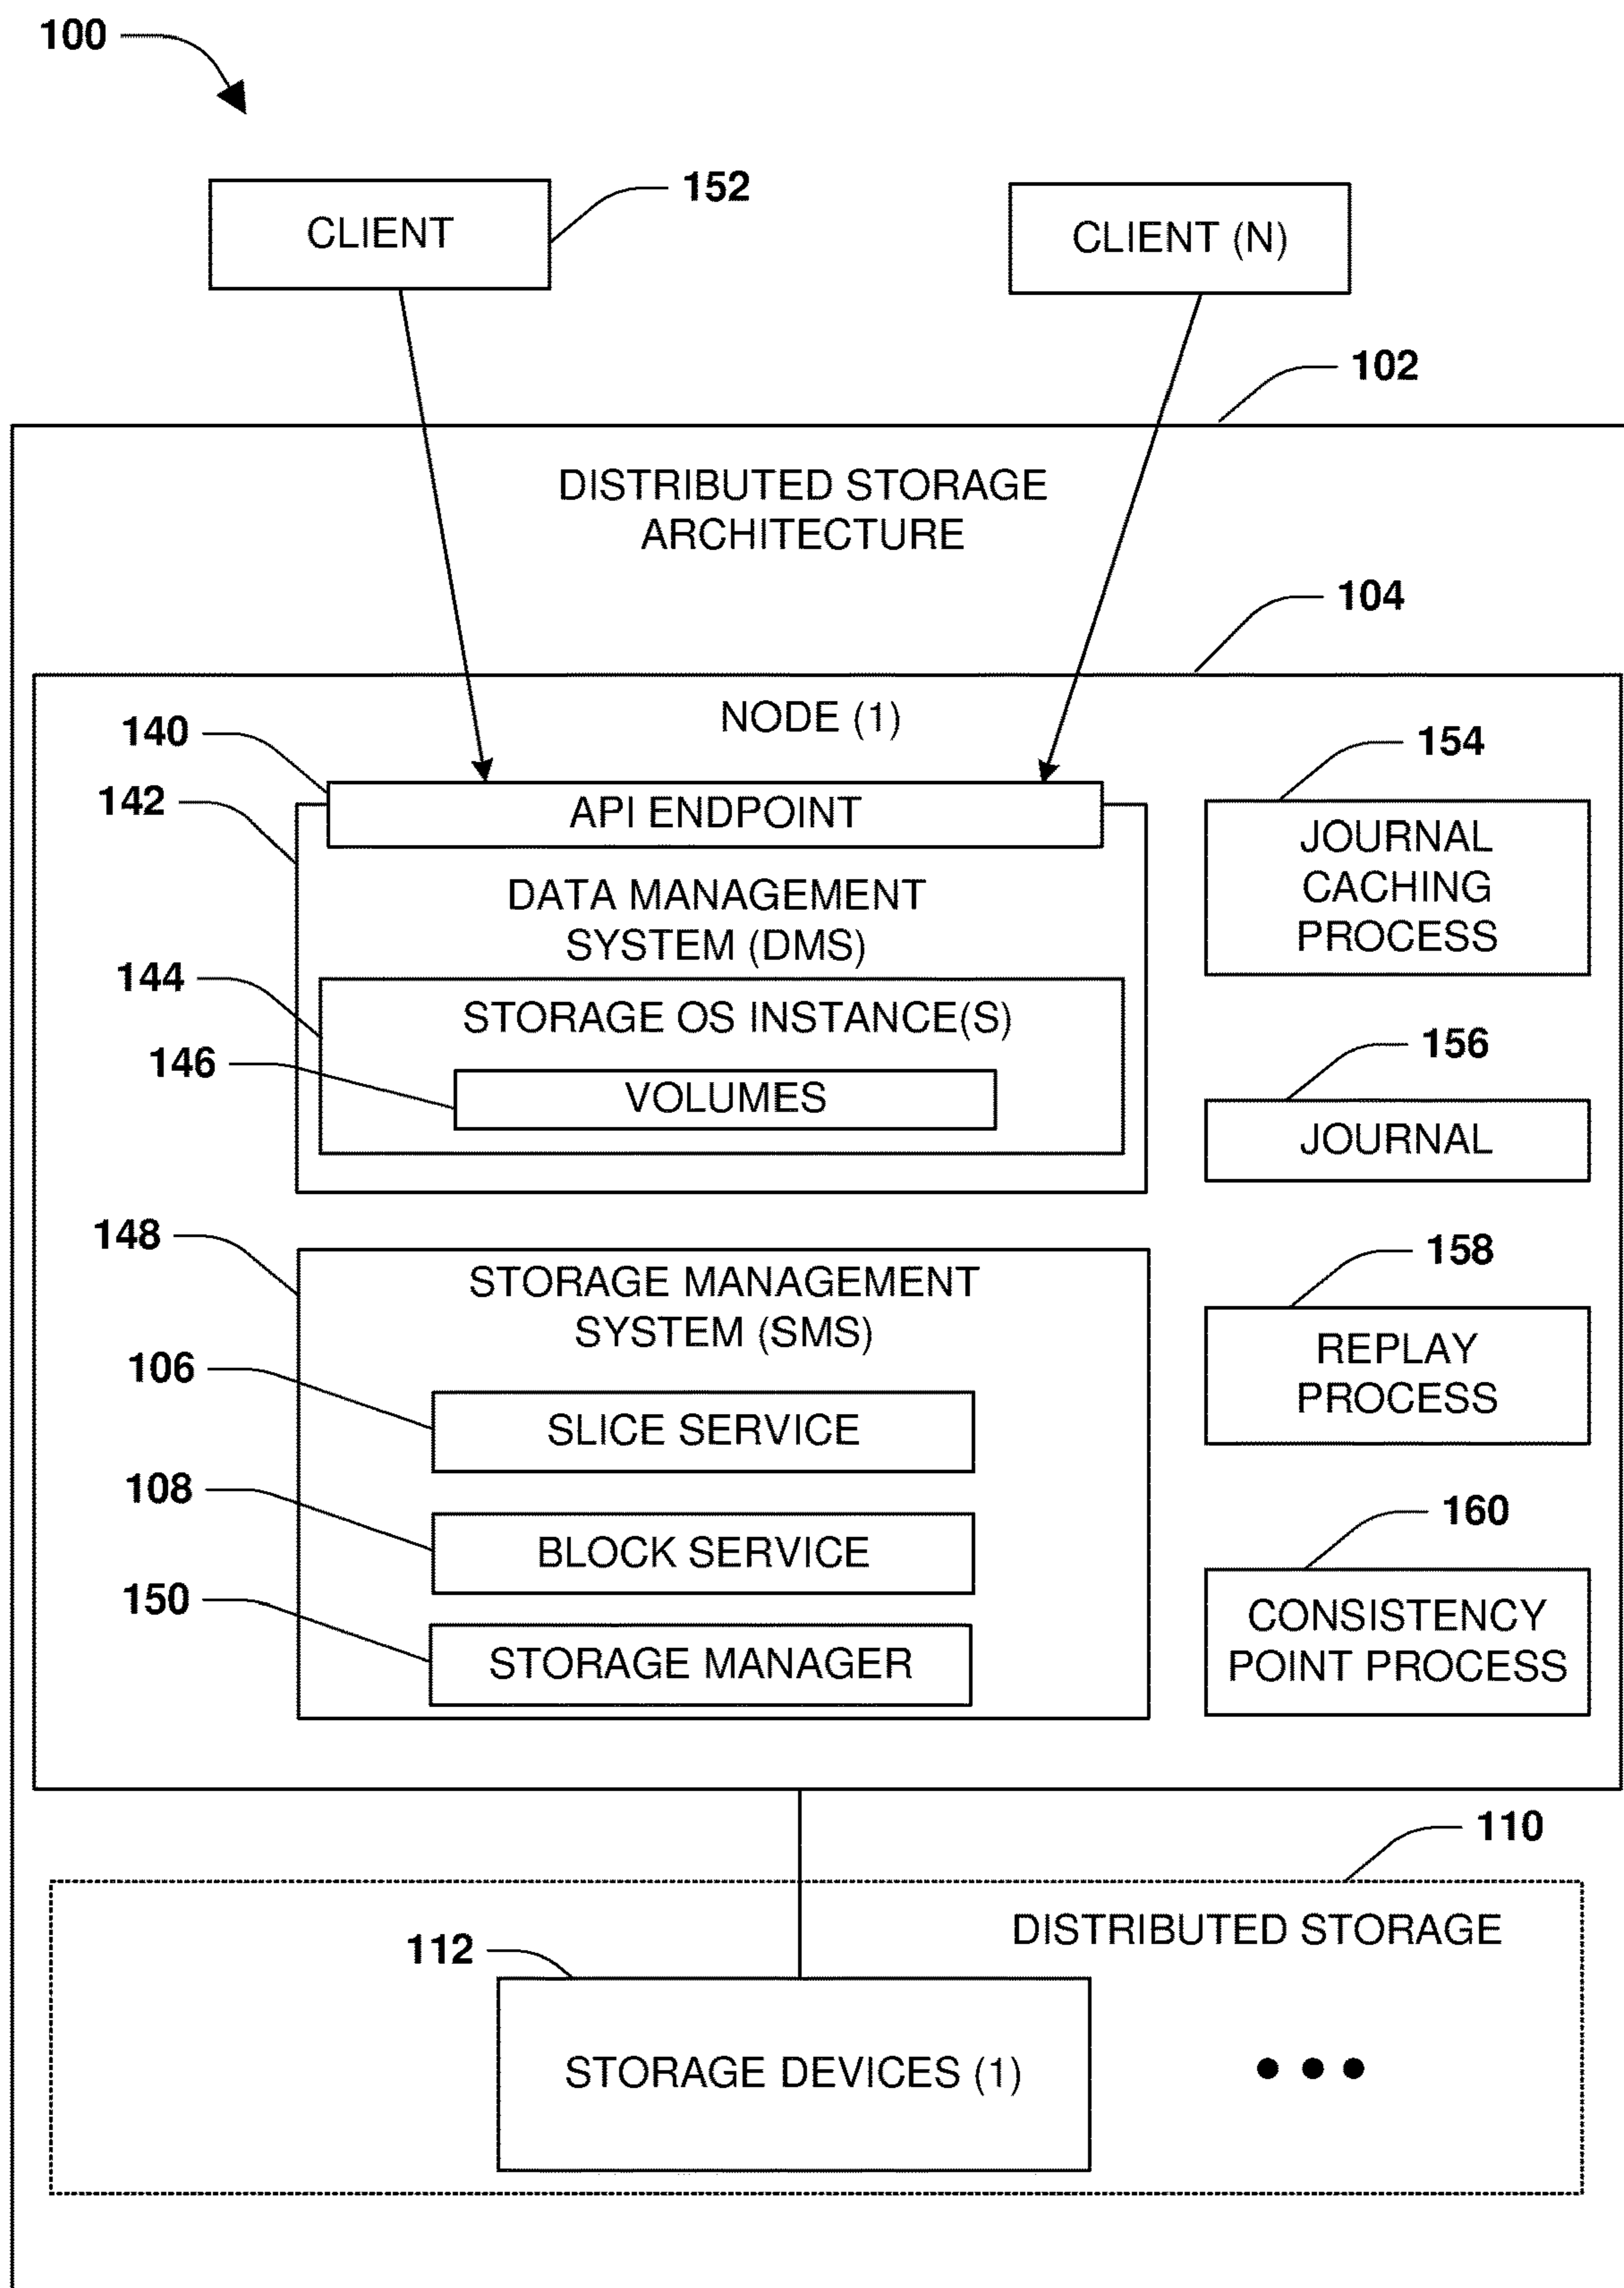 100
152
CLIENT
CLIENT (N)
102
DISTRIBUTED STORAGE
ARCHITECTURE
104
NODE (1)
140
154
142
API ENDPOINT
JOURNAL
CACHING
PROCESS
DATA MANAGEMENT
SYSTEM (DMS)
144
STORAGE OS INSTANCE(S)
146
VOLUMES
156
JOURNAL
148
158
STORAGE MANAGEMENT
SYSTEM (SMS)
REPLAY
PROCESS
106
SLICE SERVICE
108
BLOCK SERVICE
160
150
STORAGE MANAGER
CONSISTENCY
POINT PROCESS
110
DISTRIBUTED STORAGE
112
STORAGE DEVICES (1)